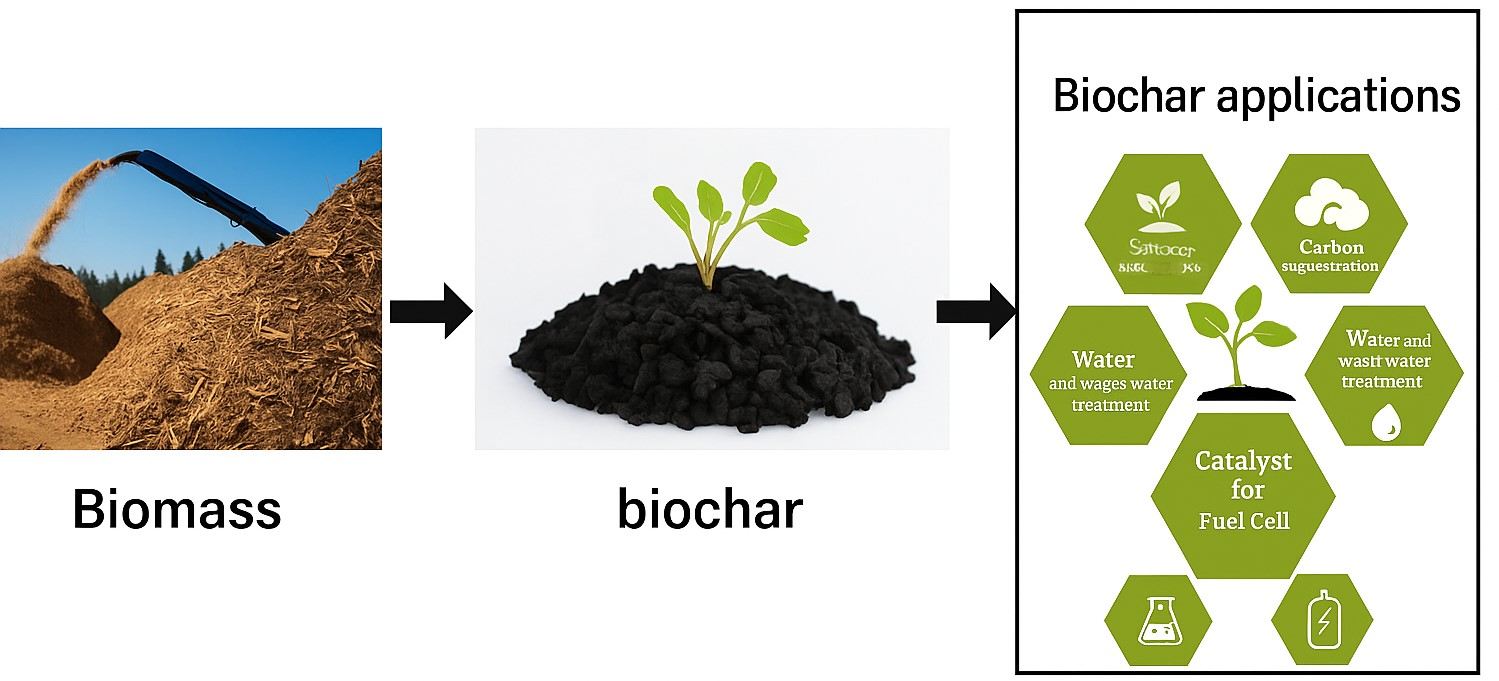 Biochar applications
Carbon
suguestration
Water
and wages water
treatment
Water and
wastr water
treatment
Catalyst
for
Fuel Cell
Biomass
biochar